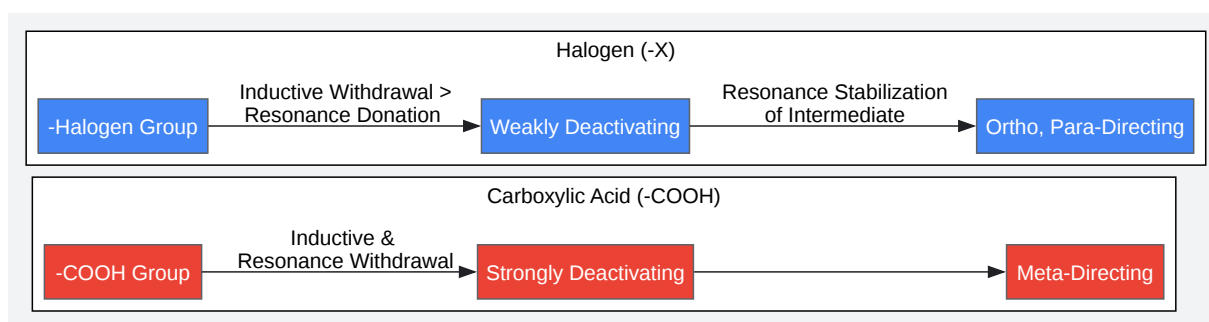 Halogen (-X)
Inductive Withdrawal >
Resonance Donation
Resonance Stabilization
of Intermediate
-Halogen Group
Weakly Deactivating
Ortho, Para-Directing
Carboxylic Acid (-COOH)
Inductive &
Resonance Withdrawal
-COOH Group
Strongly Deactivating
Meta-Directing